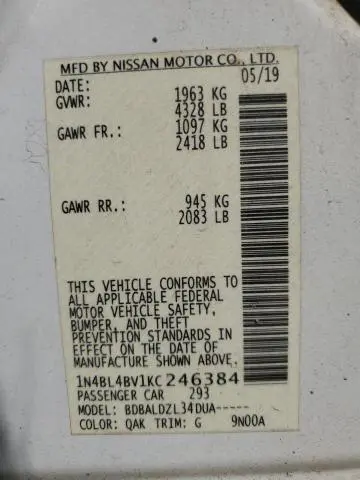 MFD BY NISSAN MOTOR CO., LTD.
DATE: 05/19
GVWR: 1963 KG
4328 LB
GAWR FR.: 1097 KG
2418 LB
GAWR RR.: 945 KG
2083 LB
THIS VEHICLE CONFORMS TO
ALL APPLICABLE FEDERAL
MOTOR VEHICLE SAFETY,
BUMPER, AND THEFT
PREVENTION STANDARDS IN
EFFECT ON THE DATE OF
MANUFACTURE SHOWN ABOVE.
1N4BL4BV1KC246384
PASSENGER CAR 293
MODEL: BDBALDZL34DUA-----
COLOR: QAK TRIM: G 9N00A